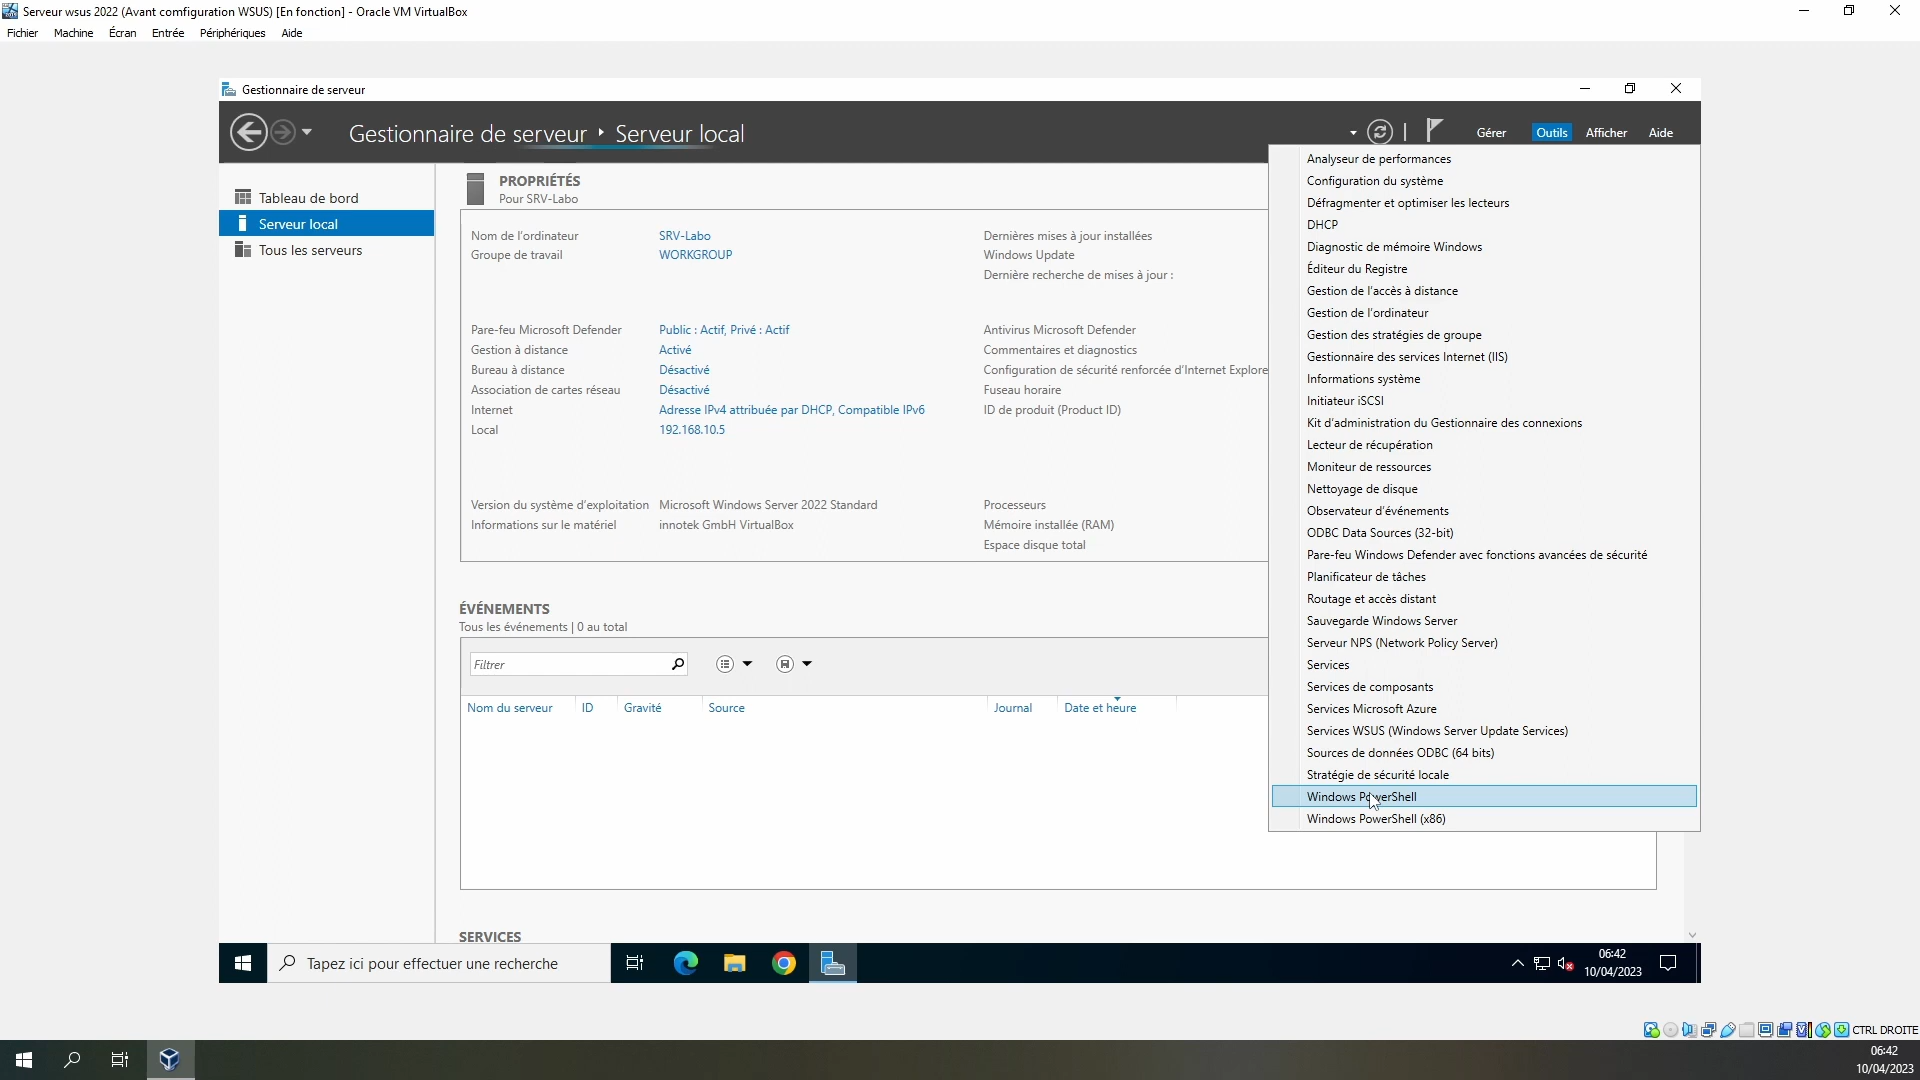 Serveur wsus 2022 (Avant comfiguration WSUS) [En fonction] - Oracle VM VirtualBox
Fichier Machine Écran Entrée Périphériques Aide
Gestionnaire de serveur
Gestionnaire de serveur ‣ Serveur local
Gérer Outils Afficher Aide
Tableau de bord
Serveur local
Tous les serveurs
PROPRIÉTÉS
Pour SRV-Labo
Nom de l'ordinateur SRV-Labo
Groupe de travail WORKGROUP
Dernières mises à jour installées
Windows Update
Dernière recherche de mises à jour :
Pare-feu Microsoft Defender Public : Actif, Privé : Actif
Gestion à distance Activé
Bureau à distance Désactivé
Association de cartes réseau Désactivé
Internet Adresse IPv4 attribuée par DHCP, Compatible IPv6
Local 192.168.10.5
Antivirus Microsoft Defender
Commentaires et diagnostics
Configuration de sécurité renforcée d'Internet Explore
Fuseau horaire
ID de produit (Product ID)
Version du système d'exploitation Microsoft Windows Server 2022 Standard
Informations sur le matériel innotek GmbH VirtualBox
Processeurs
Mémoire installée (RAM)
Espace disque total
ÉVÉNEMENTS
Tous les événements | 0 au total
Filtrer
Nom du serveur ID Gravité Source Journal Date et heure
SERVICES
Analyseur de performances
Configuration du système
Défragmenter et optimiser les lecteurs
DHCP
Diagnostic de mémoire Windows
Éditeur du Registre
Gestion de l'accès à distance
Gestion de l'ordinateur
Gestion des stratégies de groupe
Gestionnaire des services Internet (IIS)
Informations système
Initiateur iSCSI
Kit d'administration du Gestionnaire des connexions
Lecteur de récupération
Moniteur de ressources
Nettoyage de disque
Observateur d'événements
ODBC Data Sources (32-bit)
Pare-feu Windows Defender avec fonctions avancées de sécurité
Planificateur de tâches
Routage et accès distant
Sauvegarde Windows Server
Serveur NPS (Network Policy Server)
Services
Services de composants
Services Microsoft Azure
Services WSUS (Windows Server Update Services)
Sources de données ODBC (64 bits)
Stratégie de sécurité locale
Windows PowerShell
Windows PowerShell (x86)
Tapez ici pour effectuer une recherche
06:42
10/04/2023
CTRL DROITE
06:42
10/04/2023